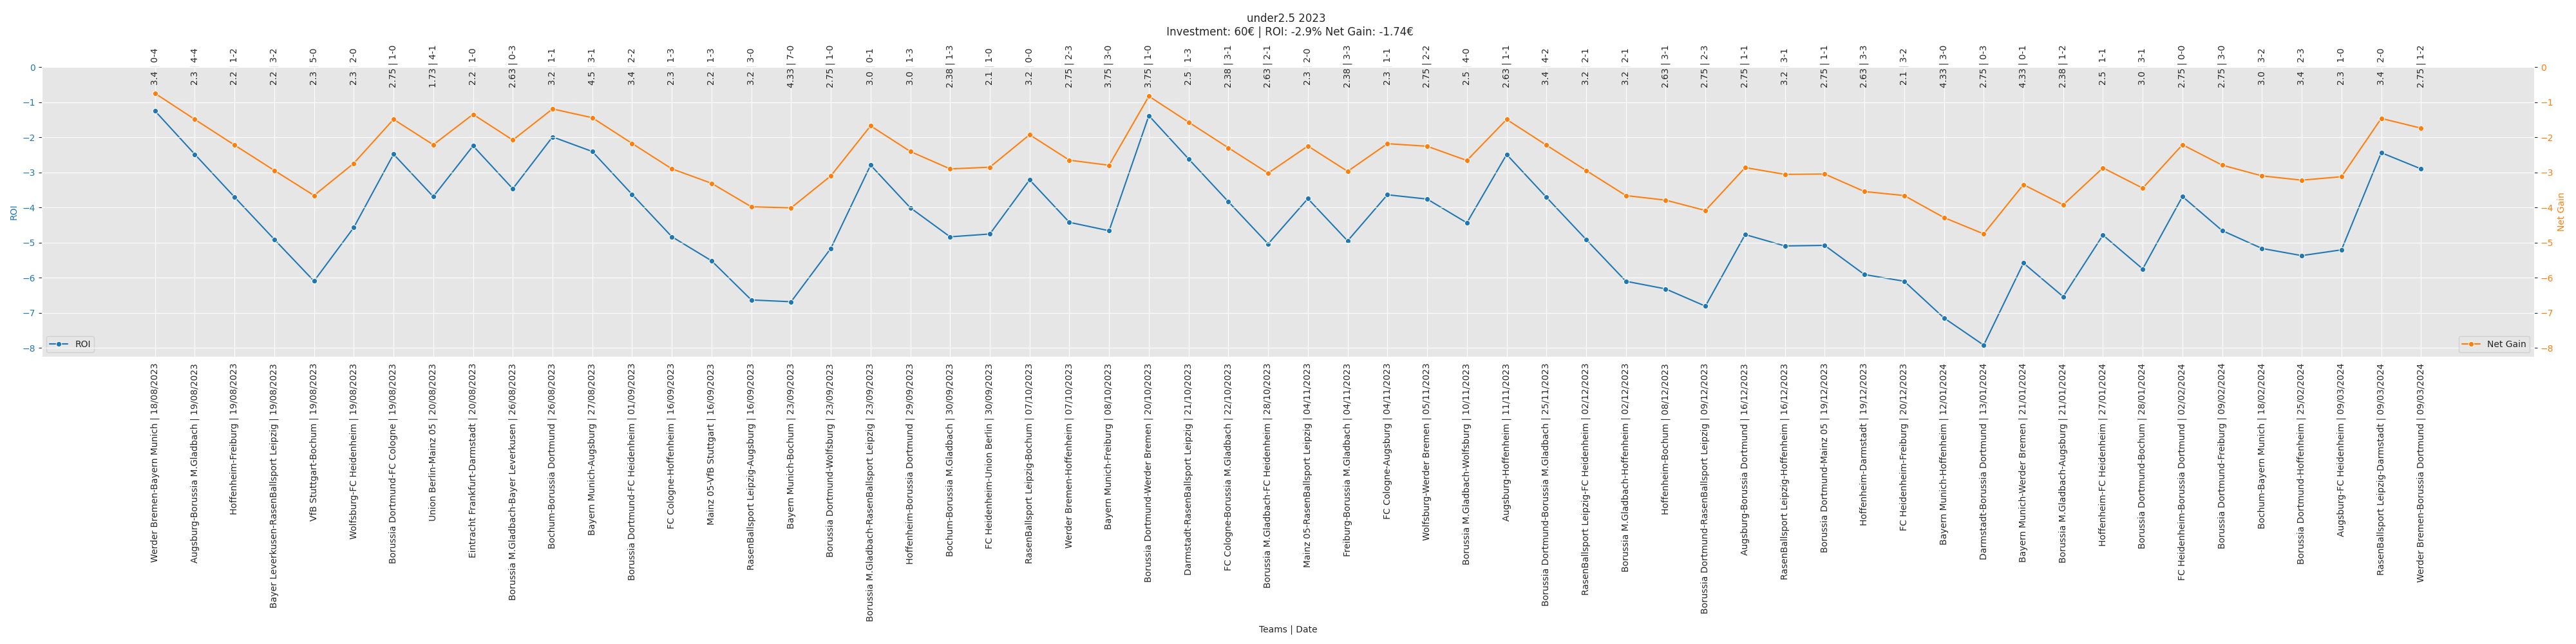 under2.5 2023
Investment: 60€ | ROI: -2.9% Net Gain: -1.74€
3.4 | 0-4
2.3 | 4-4
2.2 | 1-2
2.2 | 3-2
2.3 | 5-0
2.3 | 2-0
2.75 | 1-0
1.73 | 4-1
2.2 | 1-0
2.63 | 0-3
3.2 | 1-1
4.5 | 3-1
3.4 | 2-2
2.3 | 1-3
2.2 | 1-3
3.2 | 3-0
4.33 | 7-0
2.75 | 1-0
3.0 | 0-1
3.0 | 1-3
2.38 | 1-3
2.1 | 1-0
3.2 | 0-0
2.75 | 2-3
3.75 | 3-0
3.75 | 1-0
2.5 | 1-3
2.38 | 3-1
2.63 | 2-1
2.3 | 2-0
2.38 | 3-3
2.3 | 1-1
2.75 | 2-2
2.5 | 4-0
2.63 | 1-1
3.4 | 4-2
3.2 | 2-1
3.2 | 2-1
2.63 | 3-1
2.75 | 2-3
2.75 | 1-1
3.2 | 3-1
2.75 | 1-1
2.63 | 3-3
2.1 | 3-2
4.33 | 3-0
2.75 | 0-3
4.33 | 0-1
2.38 | 1-2
2.5 | 1-1
3.0 | 3-1
2.75 | 0-0
2.75 | 3-0
3.0 | 3-2
3.4 | 2-3
2.3 | 1-0
3.4 | 2-0
2.75 | 1-2
ROI
0
−1
−2
−3
−4
−5
−6
−7
−8
ROI
0
−1
−2
−3
−4
−5
−6
−7
−8
Net Gain
Net Gain
Werder Bremen-Bayern Munich | 18/08/2023
Augsburg-Borussia M.Gladbach | 19/08/2023
Hoffenheim-Freiburg | 19/08/2023
Bayer Leverkusen-RasenBallsport Leipzig | 19/08/2023
VfB Stuttgart-Bochum | 19/08/2023
Wolfsburg-FC Heidenheim | 19/08/2023
Borussia Dortmund-FC Cologne | 19/08/2023
Union Berlin-Mainz 05 | 20/08/2023
Eintracht Frankfurt-Darmstadt | 20/08/2023
Borussia M.Gladbach-Bayer Leverkusen | 26/08/2023
Bochum-Borussia Dortmund | 26/08/2023
Bayern Munich-Augsburg | 27/08/2023
Borussia Dortmund-FC Heidenheim | 01/09/2023
FC Cologne-Hoffenheim | 16/09/2023
Mainz 05-VfB Stuttgart | 16/09/2023
RasenBallsport Leipzig-Augsburg | 16/09/2023
Bayern Munich-Bochum | 23/09/2023
Borussia Dortmund-Wolfsburg | 23/09/2023
Borussia M.Gladbach-RasenBallsport Leipzig | 23/09/2023
Hoffenheim-Borussia Dortmund | 29/09/2023
Bochum-Borussia M.Gladbach | 30/09/2023
FC Heidenheim-Union Berlin | 30/09/2023
RasenBallsport Leipzig-Bochum | 07/10/2023
Werder Bremen-Hoffenheim | 07/10/2023
Bayern Munich-Freiburg | 08/10/2023
Borussia Dortmund-Werder Bremen | 20/10/2023
Darmstadt-RasenBallsport Leipzig | 21/10/2023
FC Cologne-Borussia M.Gladbach | 22/10/2023
Borussia M.Gladbach-FC Heidenheim | 28/10/2023
Mainz 05-RasenBallsport Leipzig | 04/11/2023
Freiburg-Borussia M.Gladbach | 04/11/2023
FC Cologne-Augsburg | 04/11/2023
Wolfsburg-Werder Bremen | 05/11/2023
Borussia M.Gladbach-Wolfsburg | 10/11/2023
Augsburg-Hoffenheim | 11/11/2023
Borussia Dortmund-Borussia M.Gladbach | 25/11/2023
RasenBallsport Leipzig-FC Heidenheim | 02/12/2023
Borussia M.Gladbach-Hoffenheim | 02/12/2023
Hoffenheim-Bochum | 08/12/2023
Borussia Dortmund-RasenBallsport Leipzig | 09/12/2023
Augsburg-Borussia Dortmund | 16/12/2023
RasenBallsport Leipzig-Hoffenheim | 16/12/2023
Borussia Dortmund-Mainz 05 | 19/12/2023
Hoffenheim-Darmstadt | 19/12/2023
FC Heidenheim-Freiburg | 20/12/2023
Bayern Munich-Hoffenheim | 12/01/2024
Darmstadt-Borussia Dortmund | 13/01/2024
Bayern Munich-Werder Bremen | 21/01/2024
Borussia M.Gladbach-Augsburg | 21/01/2024
Hoffenheim-FC Heidenheim | 27/01/2024
Borussia Dortmund-Bochum | 28/01/2024
FC Heidenheim-Borussia Dortmund | 02/02/2024
Borussia Dortmund-Freiburg | 09/02/2024
Bochum-Bayern Munich | 18/02/2024
Borussia Dortmund-Hoffenheim | 25/02/2024
Augsburg-FC Heidenheim | 09/03/2024
RasenBallsport Leipzig-Darmstadt | 09/03/2024
Werder Bremen-Borussia Dortmund | 09/03/2024
Teams | Date